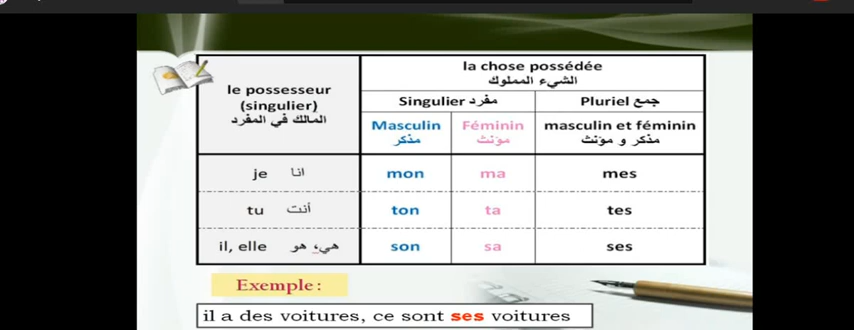 la chose possédée
الشيء المملوك
le possesseur
(singulier)
المالك في المفرد
Singulier مفرد
Pluriel جمع
Masculin
مذكر
Féminin
مؤنث
masculin et féminin
مذكر و مؤنث
je انا mon ma mes
tu أنت ton ta tes
il, elle هي، هو son sa ses
Exemple :
il a des voitures, ce sont ses voitures